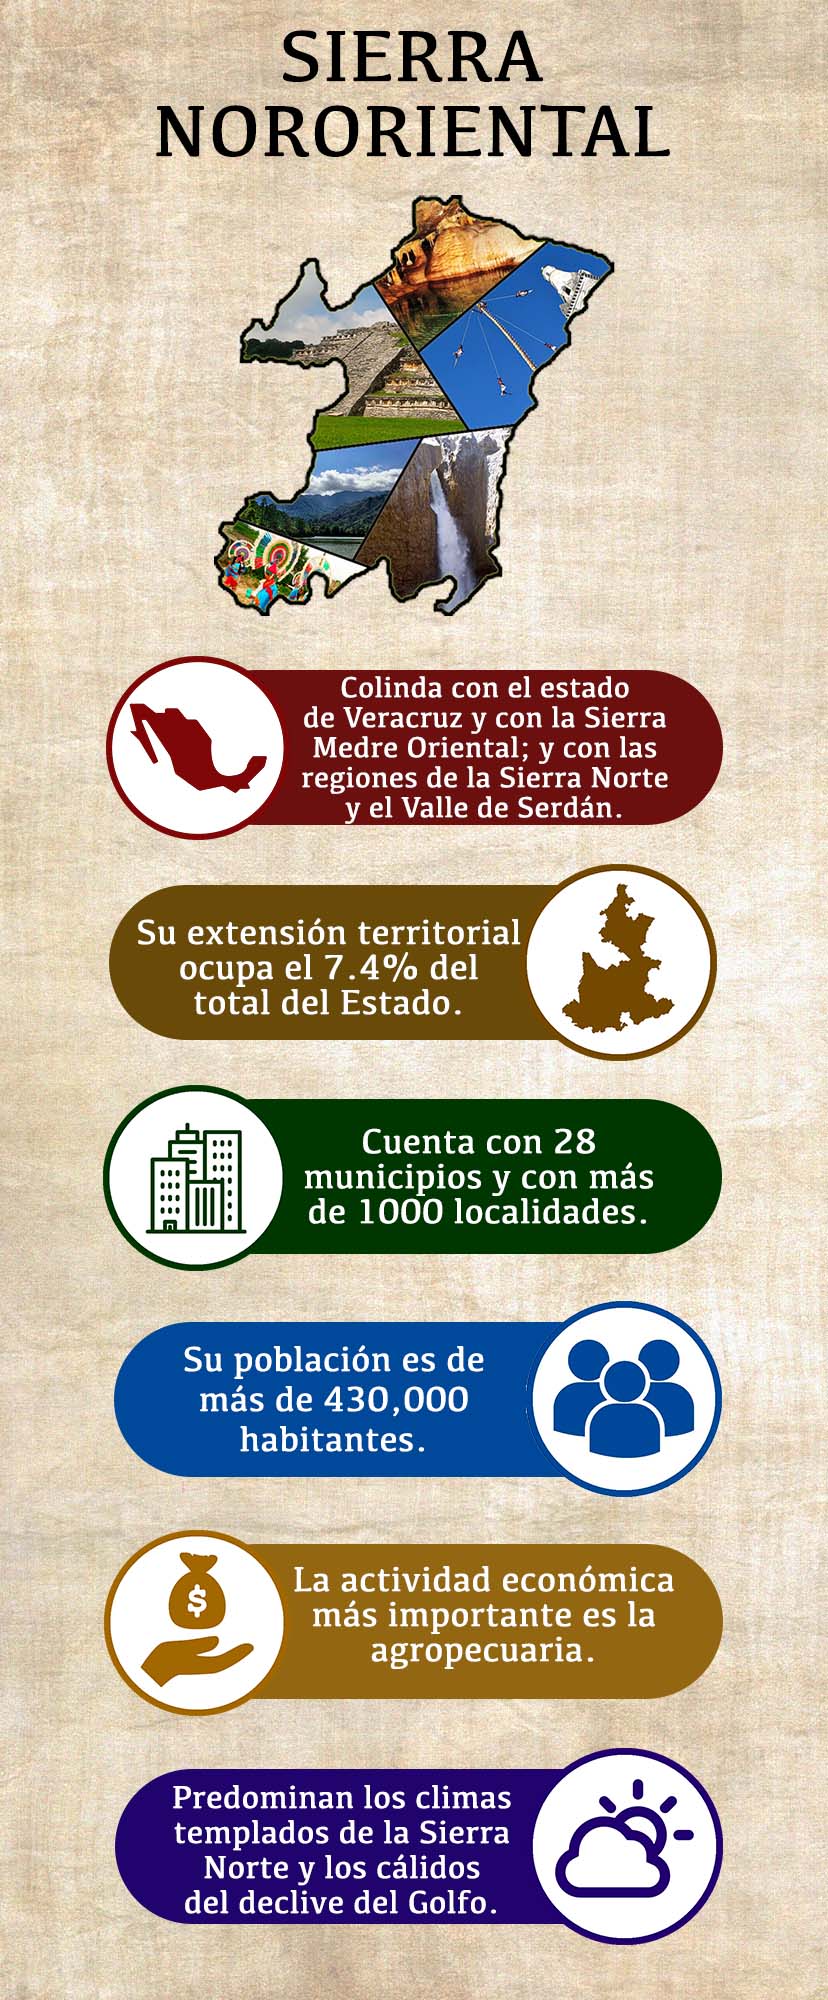 SIERRA
NORORIENTAL
Colinda con el estado
de Veracruz y con la Sierra
Medre Oriental; y con las
regiones de la Sierra Norte
y el Valle de Serdán.
Su extensión territorial
ocupa el 7.4% del
total del Estado.
Cuenta con 28
municipios y con más
de 1000 localidades.
Su población es de
más de 430,000
habitantes.
$
La actividad económica
más importante es la
agropecuaria.
Predominan los climas
templados de la Sierra
Norte y los cálidos
del declive del Golfo.